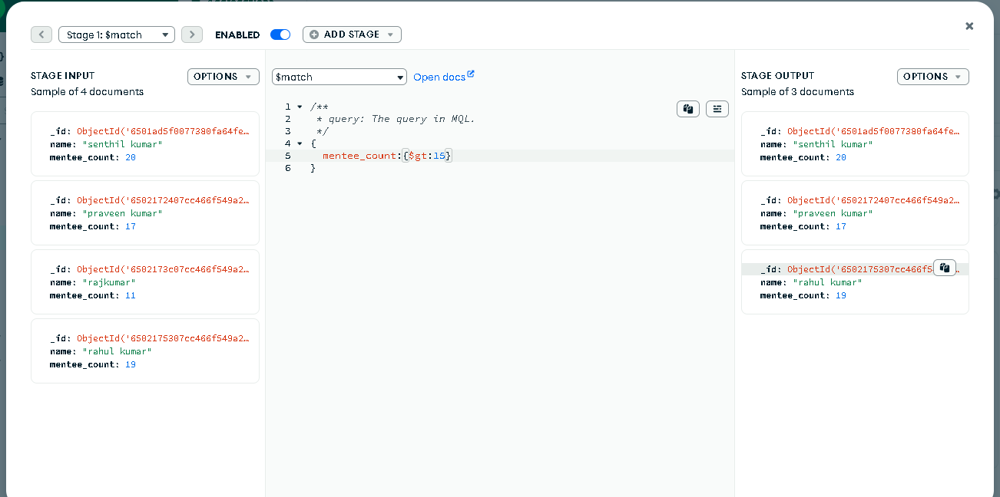 Stage 1: $match
ENABLED
ADD STAGE
STAGE INPUT
OPTIONS
Sample of 4 documents
_id: ObjectId('6501ad5f0077380fa64fe…
name: "senthil kumar"
mentee_count: 20
_id: ObjectId('6502172407cc466f549a2…
name: "praveen kumar"
mentee_count: 17
_id: ObjectId('6502173c07cc466f549a2…
name: "rajkumar"
mentee_count: 11
_id: ObjectId('6502175307cc466f549a2…
name: "rahul kumar"
mentee_count: 19
$match
Open docs
1 /**
2 * query: The query in MQL.
3 */
4 {
5 mentee_count:{$gt:15}
6 }
STAGE OUTPUT
OPTIONS
Sample of 3 documents
_id: ObjectId('6501ad5f0077380fa64fe…
name: "senthil kumar"
mentee_count: 20
_id: ObjectId('6502172407cc466f549a2…
name: "praveen kumar"
mentee_count: 17
_id: ObjectId('6502175307cc466f5
name: "rahul kumar"
mentee_count: 19